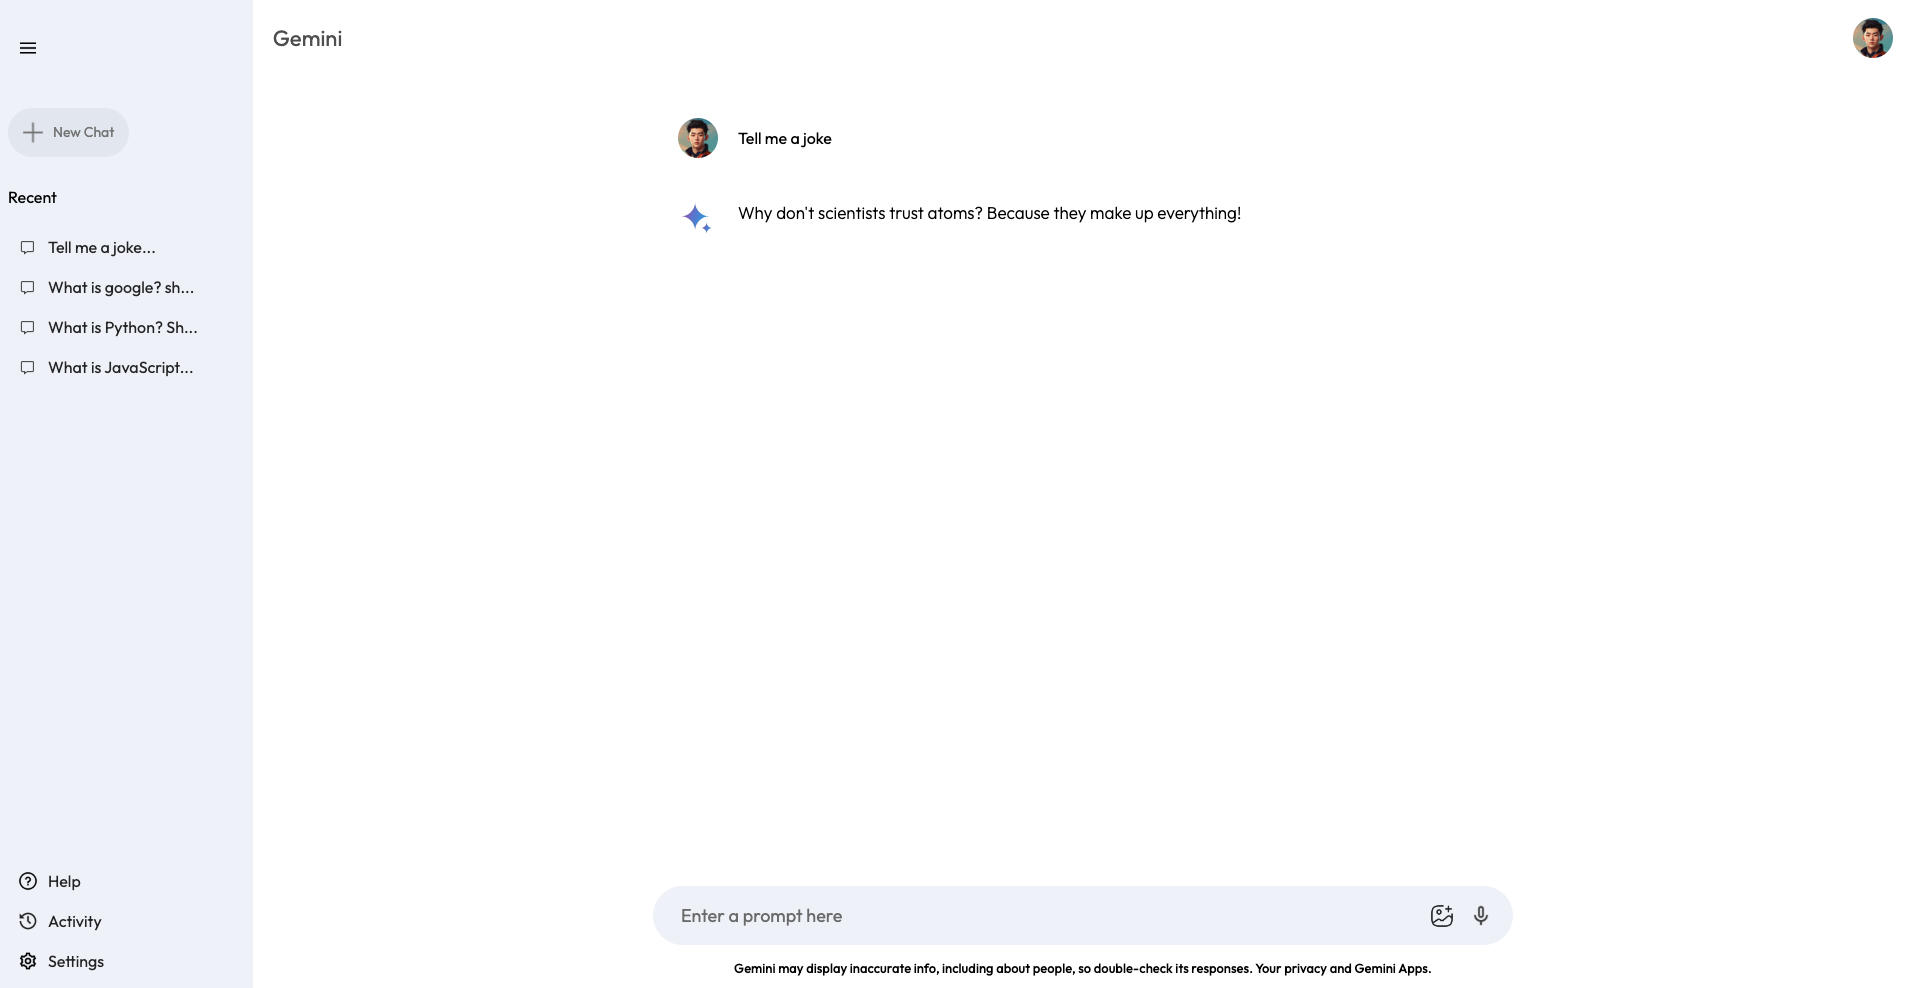 Gemini
New Chat
Recent
Tell me a joke...
What is google? sh...
What is Python? Sh...
What is JavaScript...
Help
Activity
Settings
Tell me a joke
Why don't scientists trust atoms? Because they make up everything!
Enter a prompt here
Gemini may display inaccurate info, including about people, so double-check its responses. Your privacy and Gemini Apps.